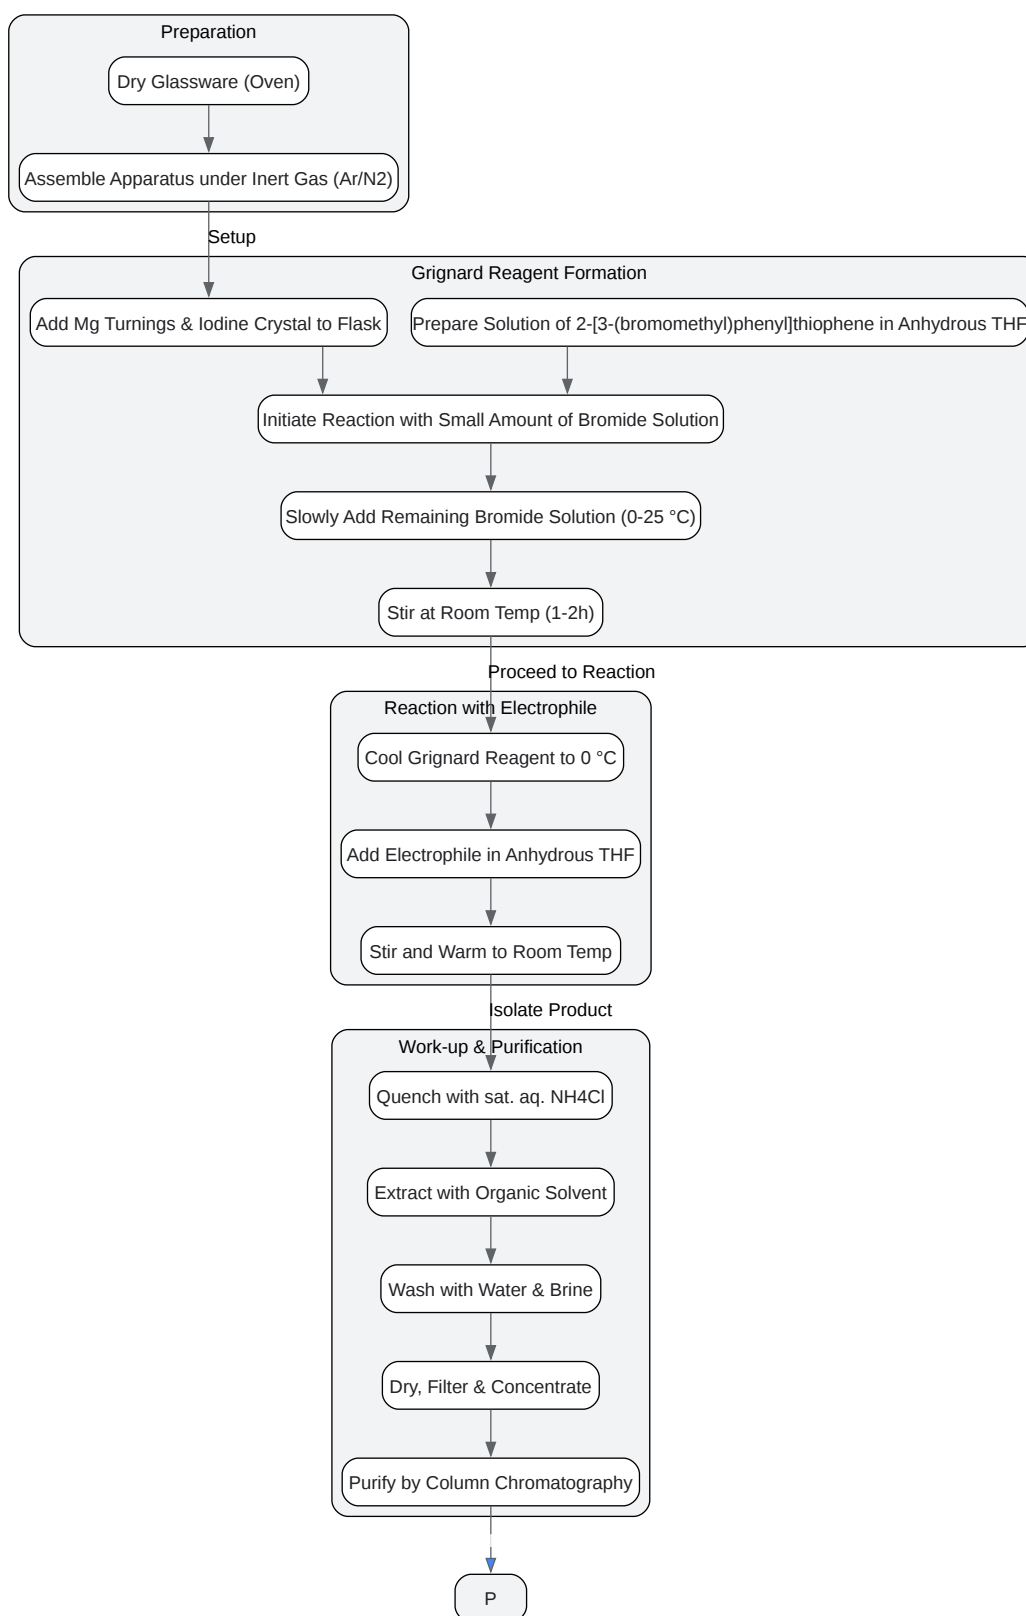 Preparation
Dry Glassware (Oven)
Assemble Apparatus under Inert Gas (Ar/N2)
Setup
Grignard Reagent Formation
Add Mg Turnings & Iodine Crystal to Flask
Prepare Solution of 2-[3-(bromomethyl)phenyl]thiophene in Anhydrous THF
Initiate Reaction with Small Amount of Bromide Solution
Slowly Add Remaining Bromide Solution (0-25 °C)
Stir at Room Temp (1-2h)
Proceed to Reaction
Reaction with Electrophile
Cool Grignard Reagent to 0 °C
Add Electrophile in Anhydrous THF
Stir and Warm to Room Temp
Isolate Product
Work-up & Purification
Quench with sat. aq. NH4Cl
Extract with Organic Solvent
Wash with Water & Brine
Dry, Filter & Concentrate
Purify by Column Chromatography
P